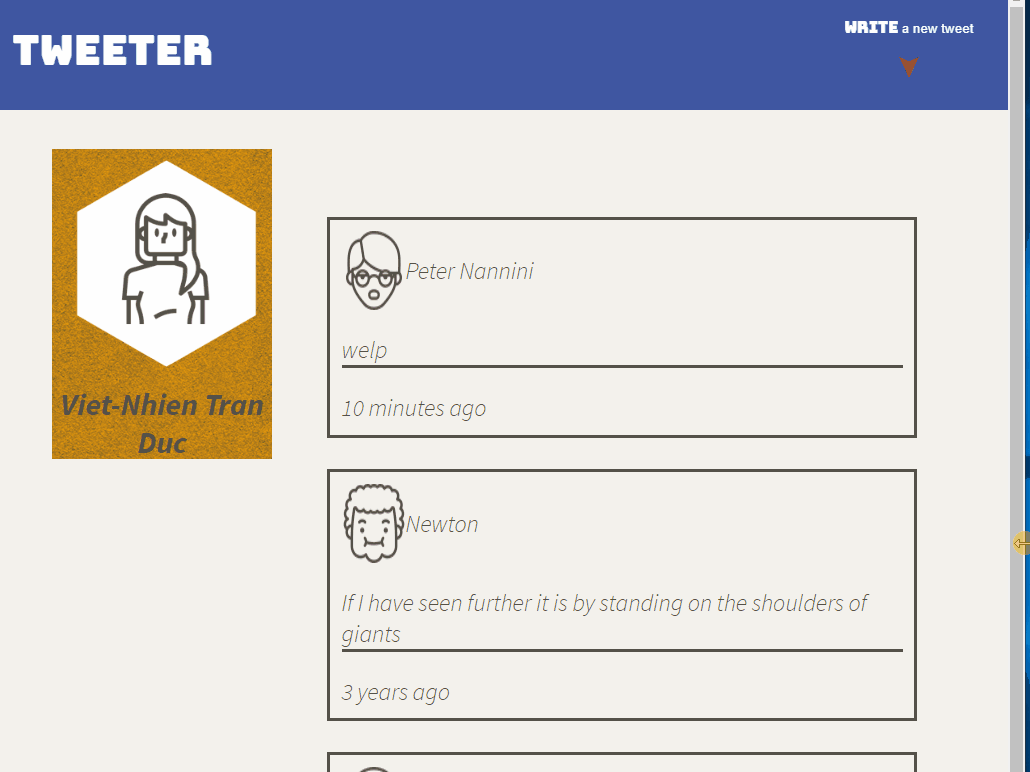 TWEETER
WRITE a new tweet
Viet-Nhien Tran
Duc
Peter Nannini
welp
10 minutes ago
Newton
If I have seen further it is by standing on the shoulders of
giants
3 years ago